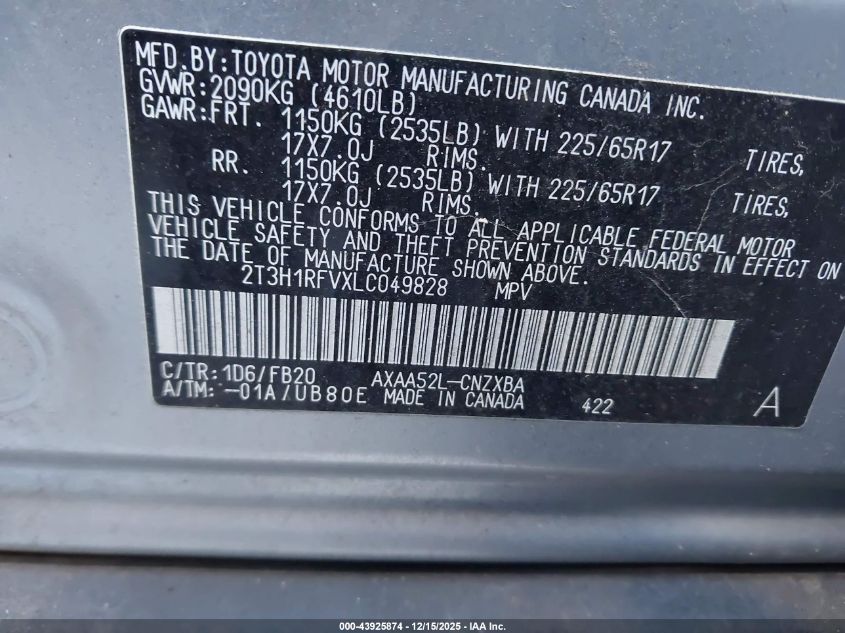 MFD.BY:TOYOTA MOTOR MANUFACTURING CANADA INC.
GVWR:2090KG (4610LB)
GAWR:FRT. 1150KG (2535LB) WITH 225/65R17 TIRES,
17X7.0J RIMS.
RR. 1150KG (2535LB) WITH 225/65R17 TIRES,
17X7.0J RIMS.
THIS VEHICLE CONFORMS TO ALL APPLICABLE FEDERAL MOTOR
VEHICLE SAFETY AND THEFT PREVENTION STANDARDS IN EFFECT ON
THE DATE OF MANUFACTURE SHOWN ABOVE.
2T3H1RFVXLC049828 MPV
C/TR:1D6/FB20 AXAA52L-CNZXBA
A/TM:-01A/UB80E MADE IN CANADA 422 A
000-43925874 | 12/15/2025 - IAA Inc.